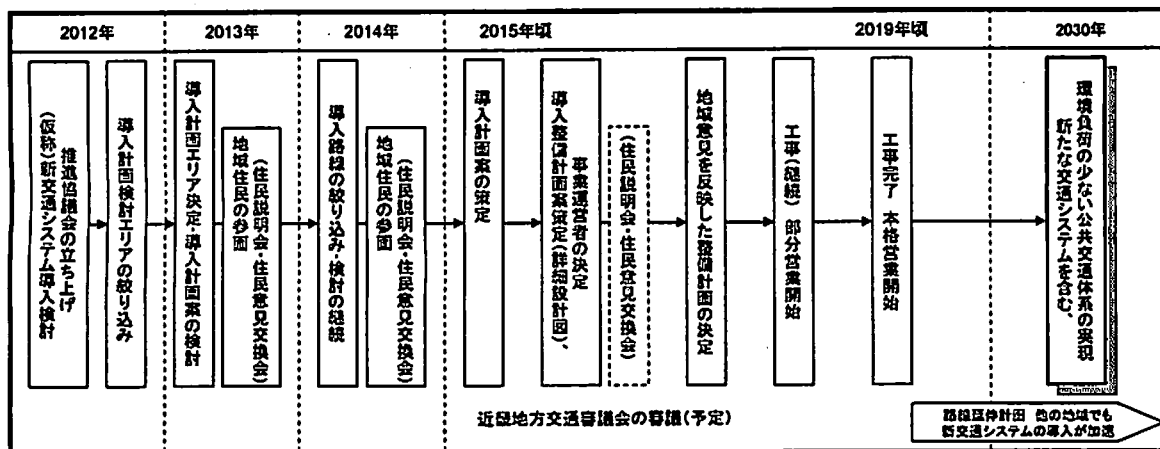 2012年
2013年
2014年
2015年頃
2019年頃
2030年
(仮称)新交通システム導入検討
推進協議会の立ち上げ
導入計画検討エリアの絞り込み
導入計画エリア決定・導入計画案の検討
地域住民の参画
(住民説明会・住民意見交換会)
導入路線の絞り込み・検討の継続
地域住民の参画
(住民説明会・住民意見交換会)
導入計画案の策定
導入整備計画案策定(詳細設計図)、
事業運営者の決定
(住民説明会・住民意見交換会)
地域意見を反映した整備計画の決定
工事(継続) 部分営業開始
工事完了 本格営業開始
新たな交通システムを含む、
環境負荷の少ない公共交通体系の実現
近畿地方交通審議会の審議(予定)
路線延伸計画 他の地域でも
新交通システムの導入が加速